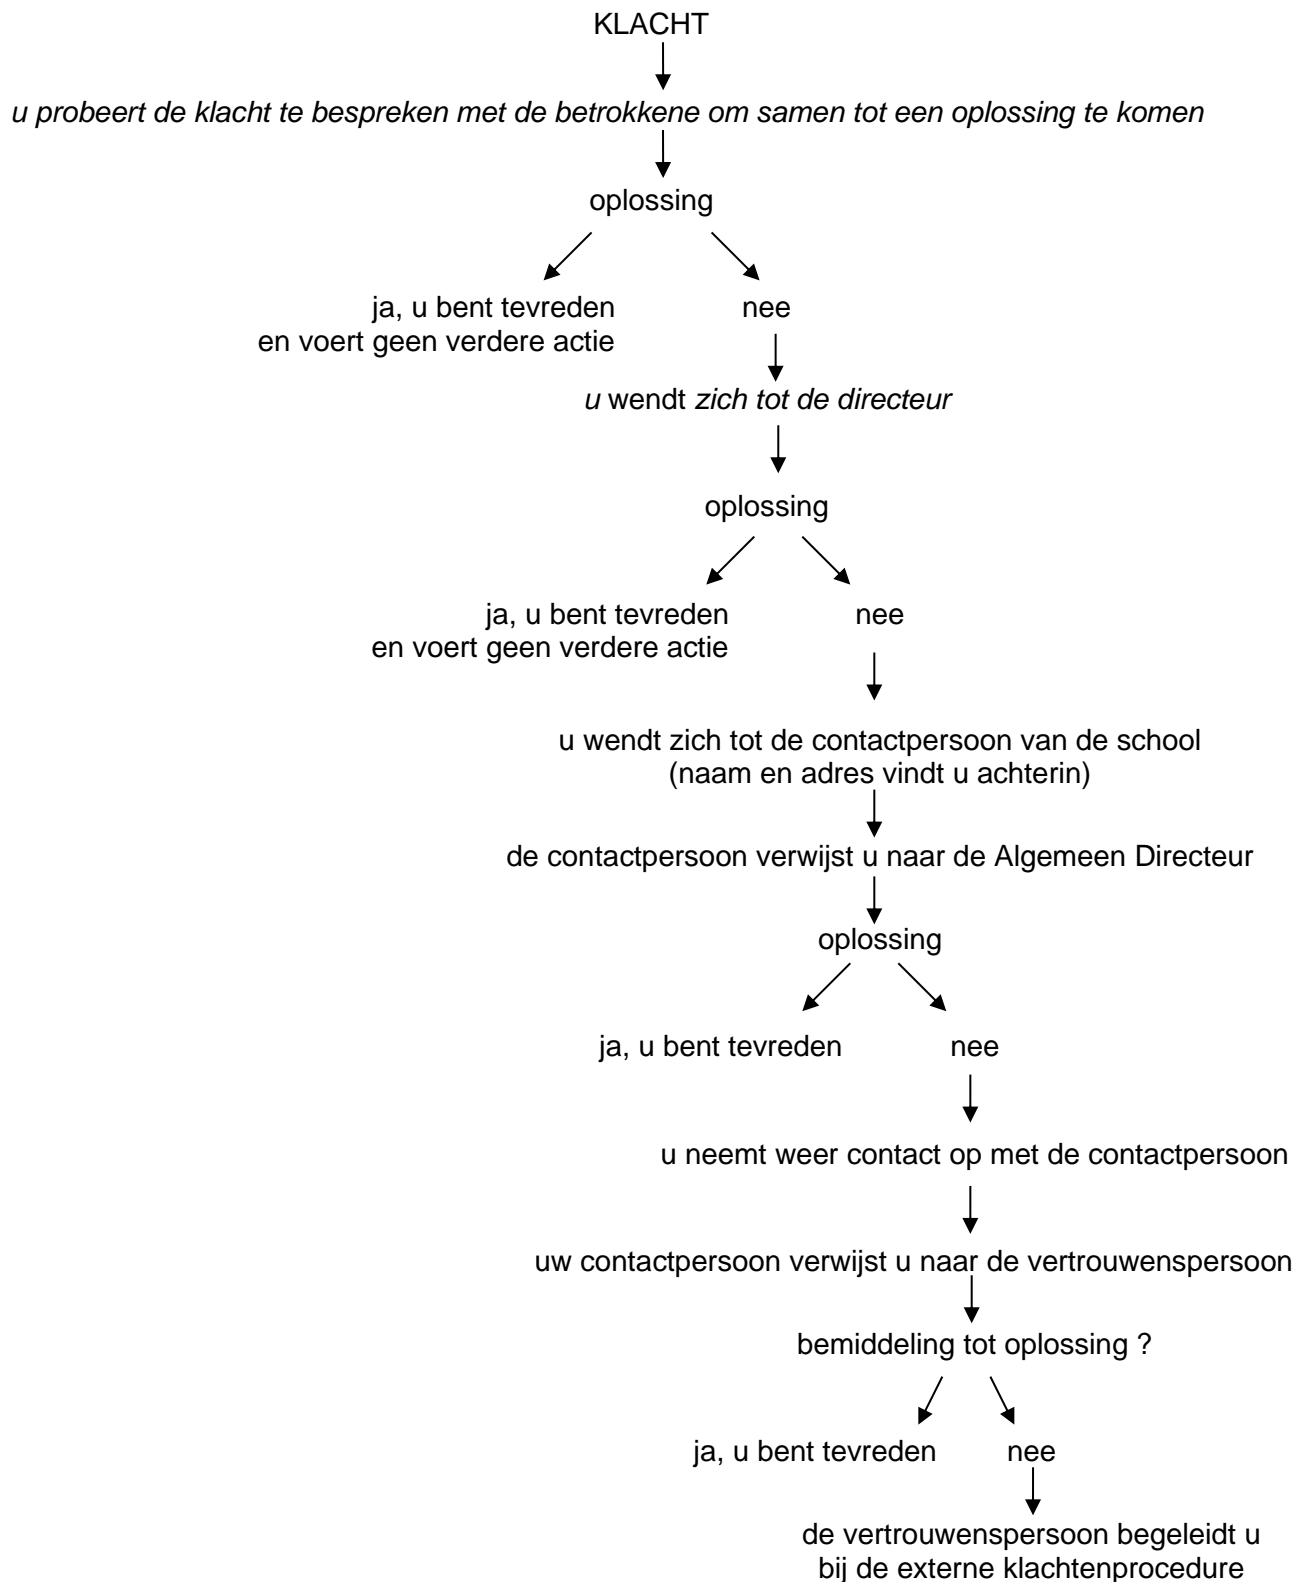 KLACHT
u probeert de klacht te bespreken met de betrokkene om samen tot een oplossing te komen
oplossing
ja, u bent tevreden
en voert geen verdere actie
nee
u wendt zich tot de directeur
oplossing
ja, u bent tevreden
en voert geen verdere actie
nee
u wendt zich tot de contactpersoon van de school
(naam en adres vindt u achterin)
de contactpersoon verwijst u naar de Algemeen Directeur
oplossing
ja, u bent tevreden
nee
u neemt weer contact op met de contactpersoon
uw contactpersoon verwijst u naar de vertrouwenspersoon
bemiddeling tot oplossing ?
ja, u bent tevreden
nee
de vertrouwenspersoon begeleidt u
bij de externe klachtenprocedure